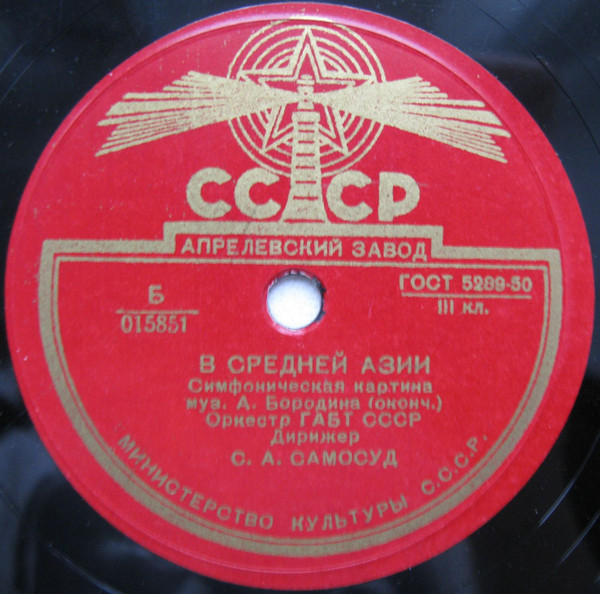 СССР
АПРЕЛЕВСКИЙ ЗАВОД
Б
015851
ГОСТ 5289-50
III кл.
В СРЕДНЕЙ АЗИИ
Симфоническая картина
муз. А. Бородина (оконч.)
Оркестр ГАБТ СССР
Дирижер
С. А. САМОСУД
МИНИСТЕРСТВО КУЛЬТУРЫ С.С.С.Р.